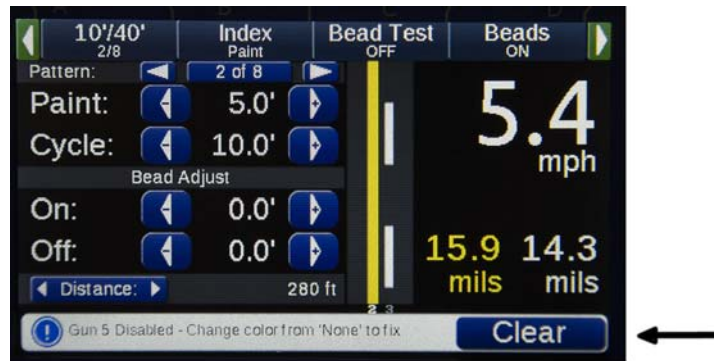 10'/40' Index Bead Test Beads
2/8 Paint OFF ON
Pattern: 2 of 8
Paint: - 5.0' +
Cycle: - 10.0' +
Bead Adjust
On: - 0.0' +
Off: - 0.0' +
Distance: 280 ft
5.4
mph
15.9 14.3
mils mils
2 3
Gun 5 Disabled - Change color from 'None' to fix
Clear